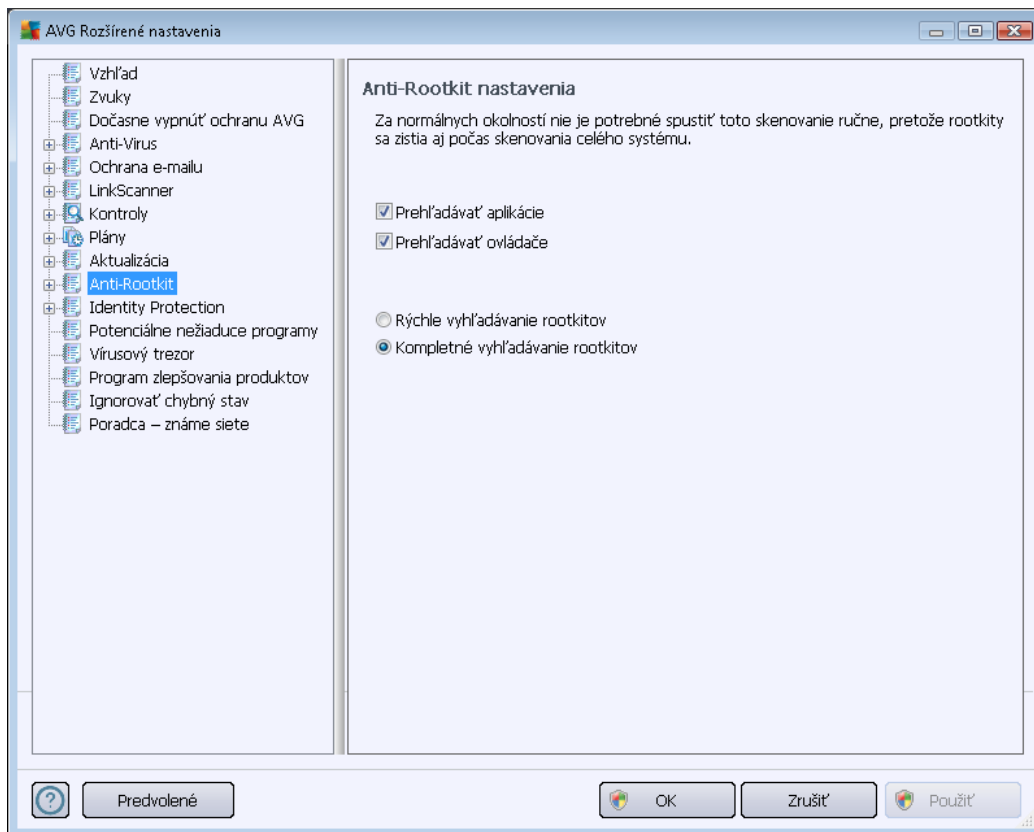 AVG Rozšírené nastavenia
Vzhľad
Zvuky
Dočasne vypnúť ochranu AVG
Anti-Virus
Ochrana e-mailu
LinkScanner
Kontroly
Plány
Aktualizácia
Anti-Rootkit
Identity Protection
Potenciálne nežiaduce programy
Vírusový trezor
Program zlepšovania produktov
Ignorovať chybný stav
Poradca – známe siete
Anti-Rootkit nastavenia
Za normálnych okolností nie je potrebné spustiť toto skenovanie ručne, pretože rootkity
sa zistia aj počas skenovania celého systému.
Prehľadávať aplikácie
Prehľadávať ovládače
Rýchle vyhľadávanie rootkitov
Kompletné vyhľadávanie rootkitov
Predvolené
OK
Zrušiť
Použiť